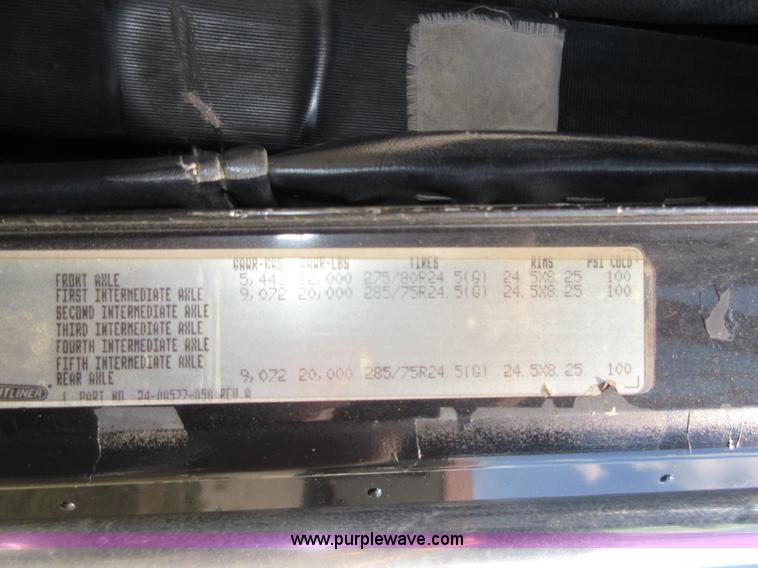 GAWR-KGS GAWR-LBS TIRES RIMS PSI COLD
FRONT AXLE 5,443 12,000 275/80R24.5(G) 24.5X8.25 100
FIRST INTERMEDIATE AXLE 9,072 20,000 285/75R24.5(G) 24.5X8.25 100
SECOND INTERMEDIATE AXLE
THIRD INTERMEDIATE AXLE
FOURTH INTERMEDIATE AXLE
FIFTH INTERMEDIATE AXLE
REAR AXLE 9,072 20,000 285/75R24.5(G) 24.5X8.25 100
TLINER PART NO. 24-00577-050 REV A
www.purplewave.com